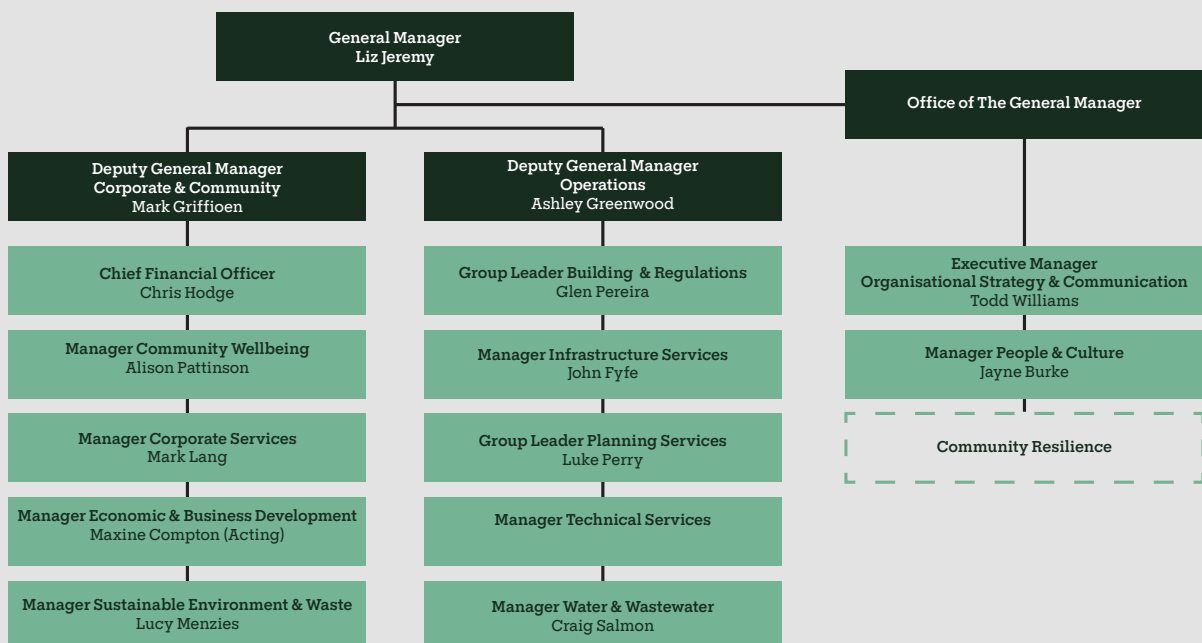 General Manager
Liz Jeremy
Office of The General Manager
Deputy General Manager
Corporate & Community
Mark Griffioen
Chief Financial Officer
Chris Hodge
Manager Community Wellbeing
Alison Pattinson
Manager Corporate Services
Mark Lang
Manager Economic & Business Development
Maxine Compton (Acting)
Manager Sustainable Environment & Waste
Lucy Menzies
Deputy General Manager
Operations
Ashley Greenwood
Group Leader Building & Regulations
Glen Pereira
Manager Infrastructure Services
John Fyfe
Group Leader Planning Services
Luke Perry
Manager Technical Services
Manager Water & Wastewater
Craig Salmon
Executive Manager
Organisational Strategy & Communication
Todd Williams
Manager People & Culture
Jayne Burke
Community Resilience